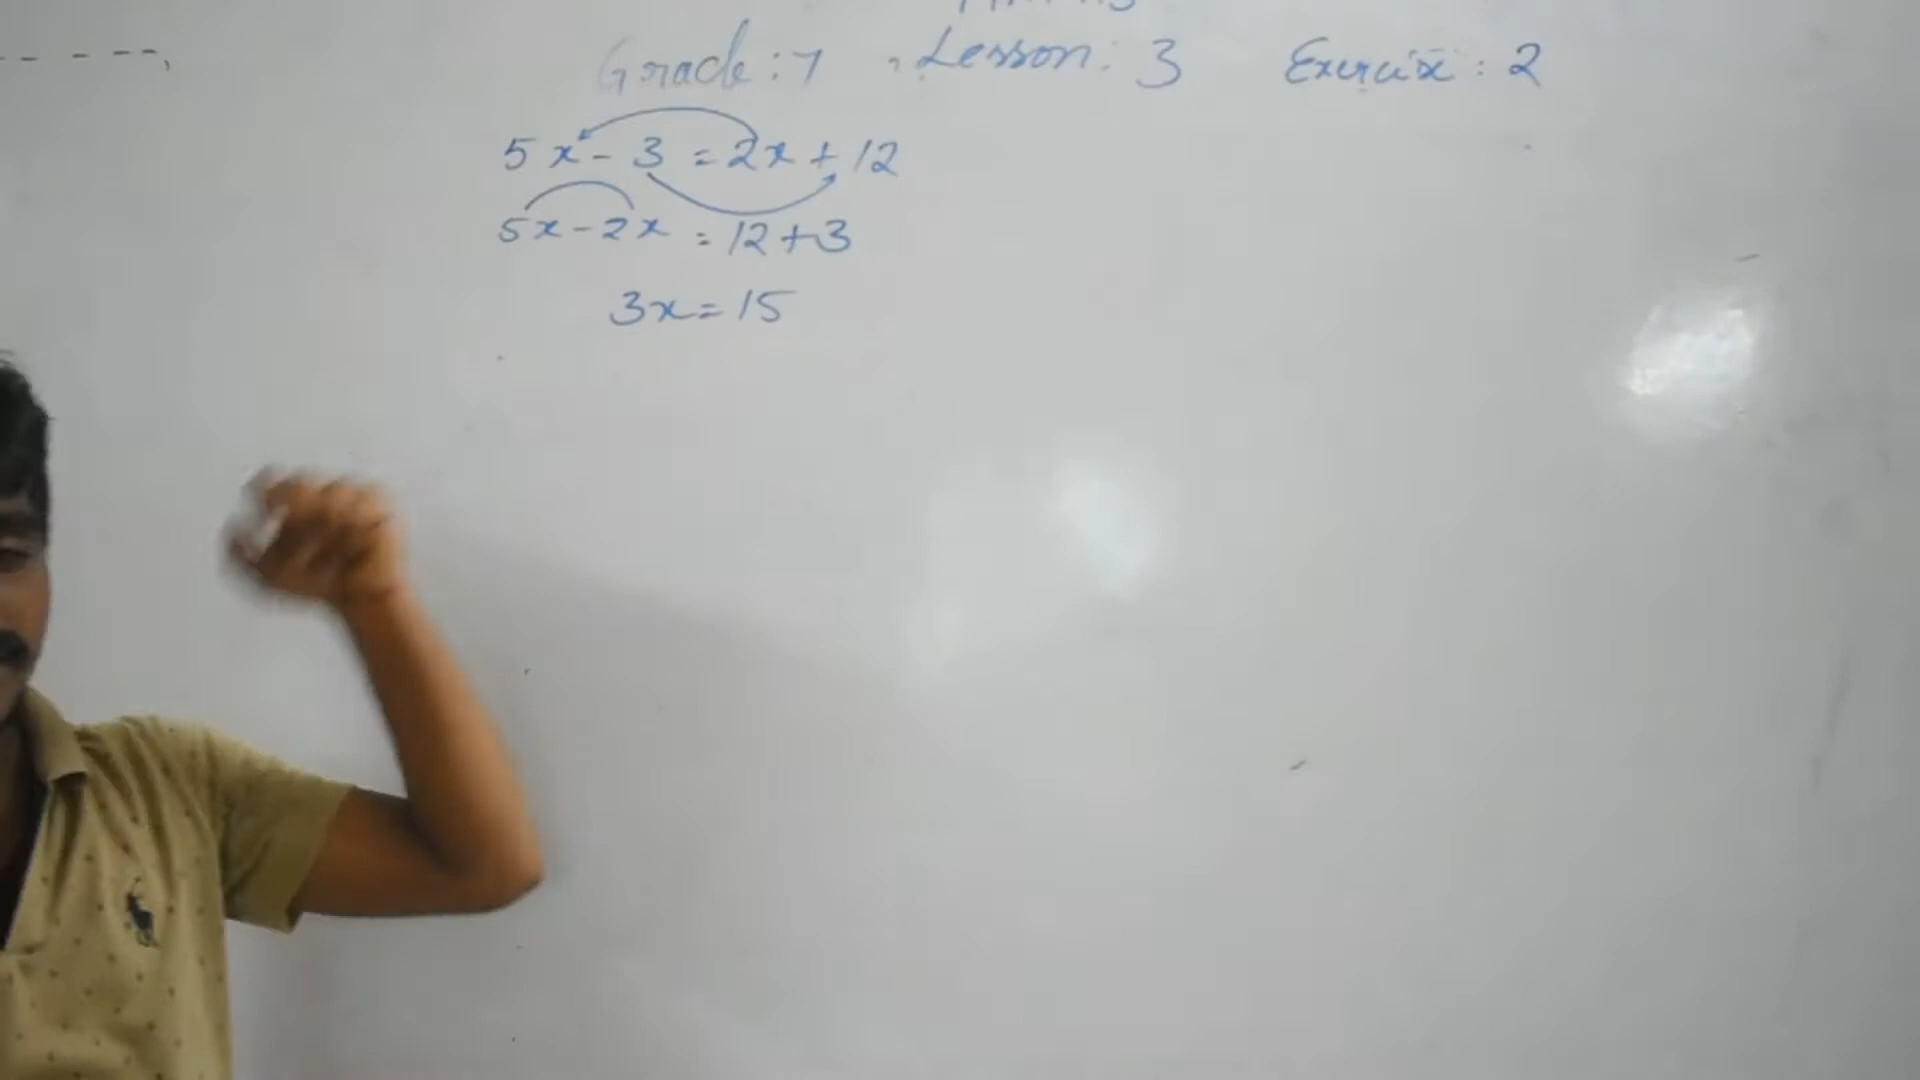 Grade : 7 , Lesson : 3 Exercise : 2
5x - 3 = 2x + 12
5x - 2x = 12 + 3
3x = 15